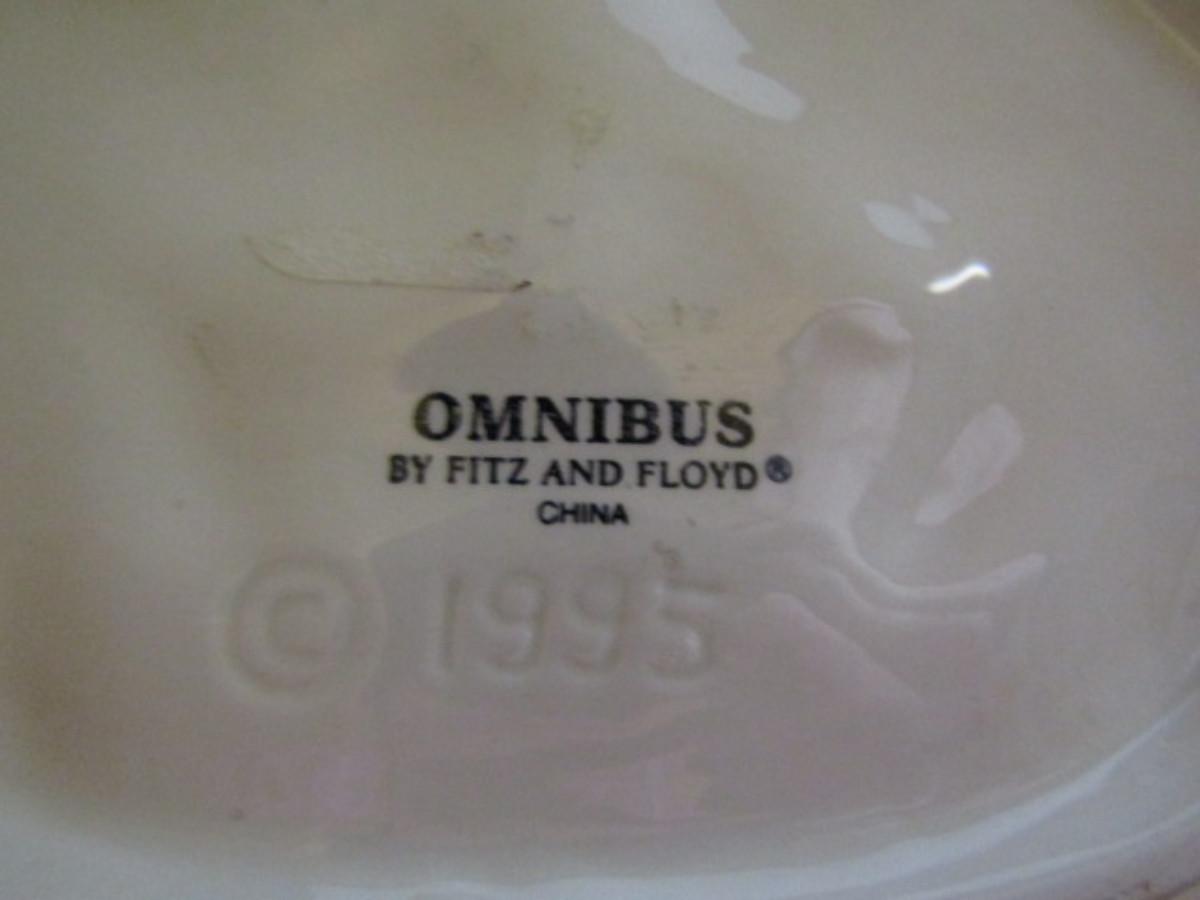 OMNIBUS
BY FITZ AND FLOYD®
CHINA
© 1995